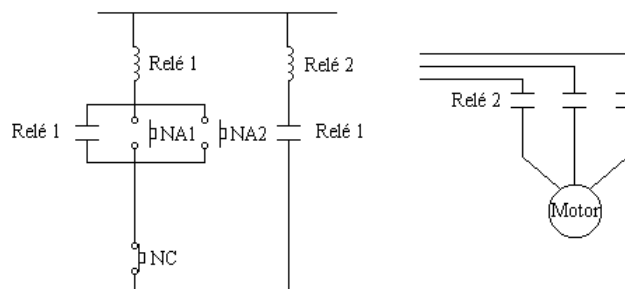 Relé 1
Relé 2
Relé 1
NA1
NA2
Relé 1
NC
Relé 2
Motor